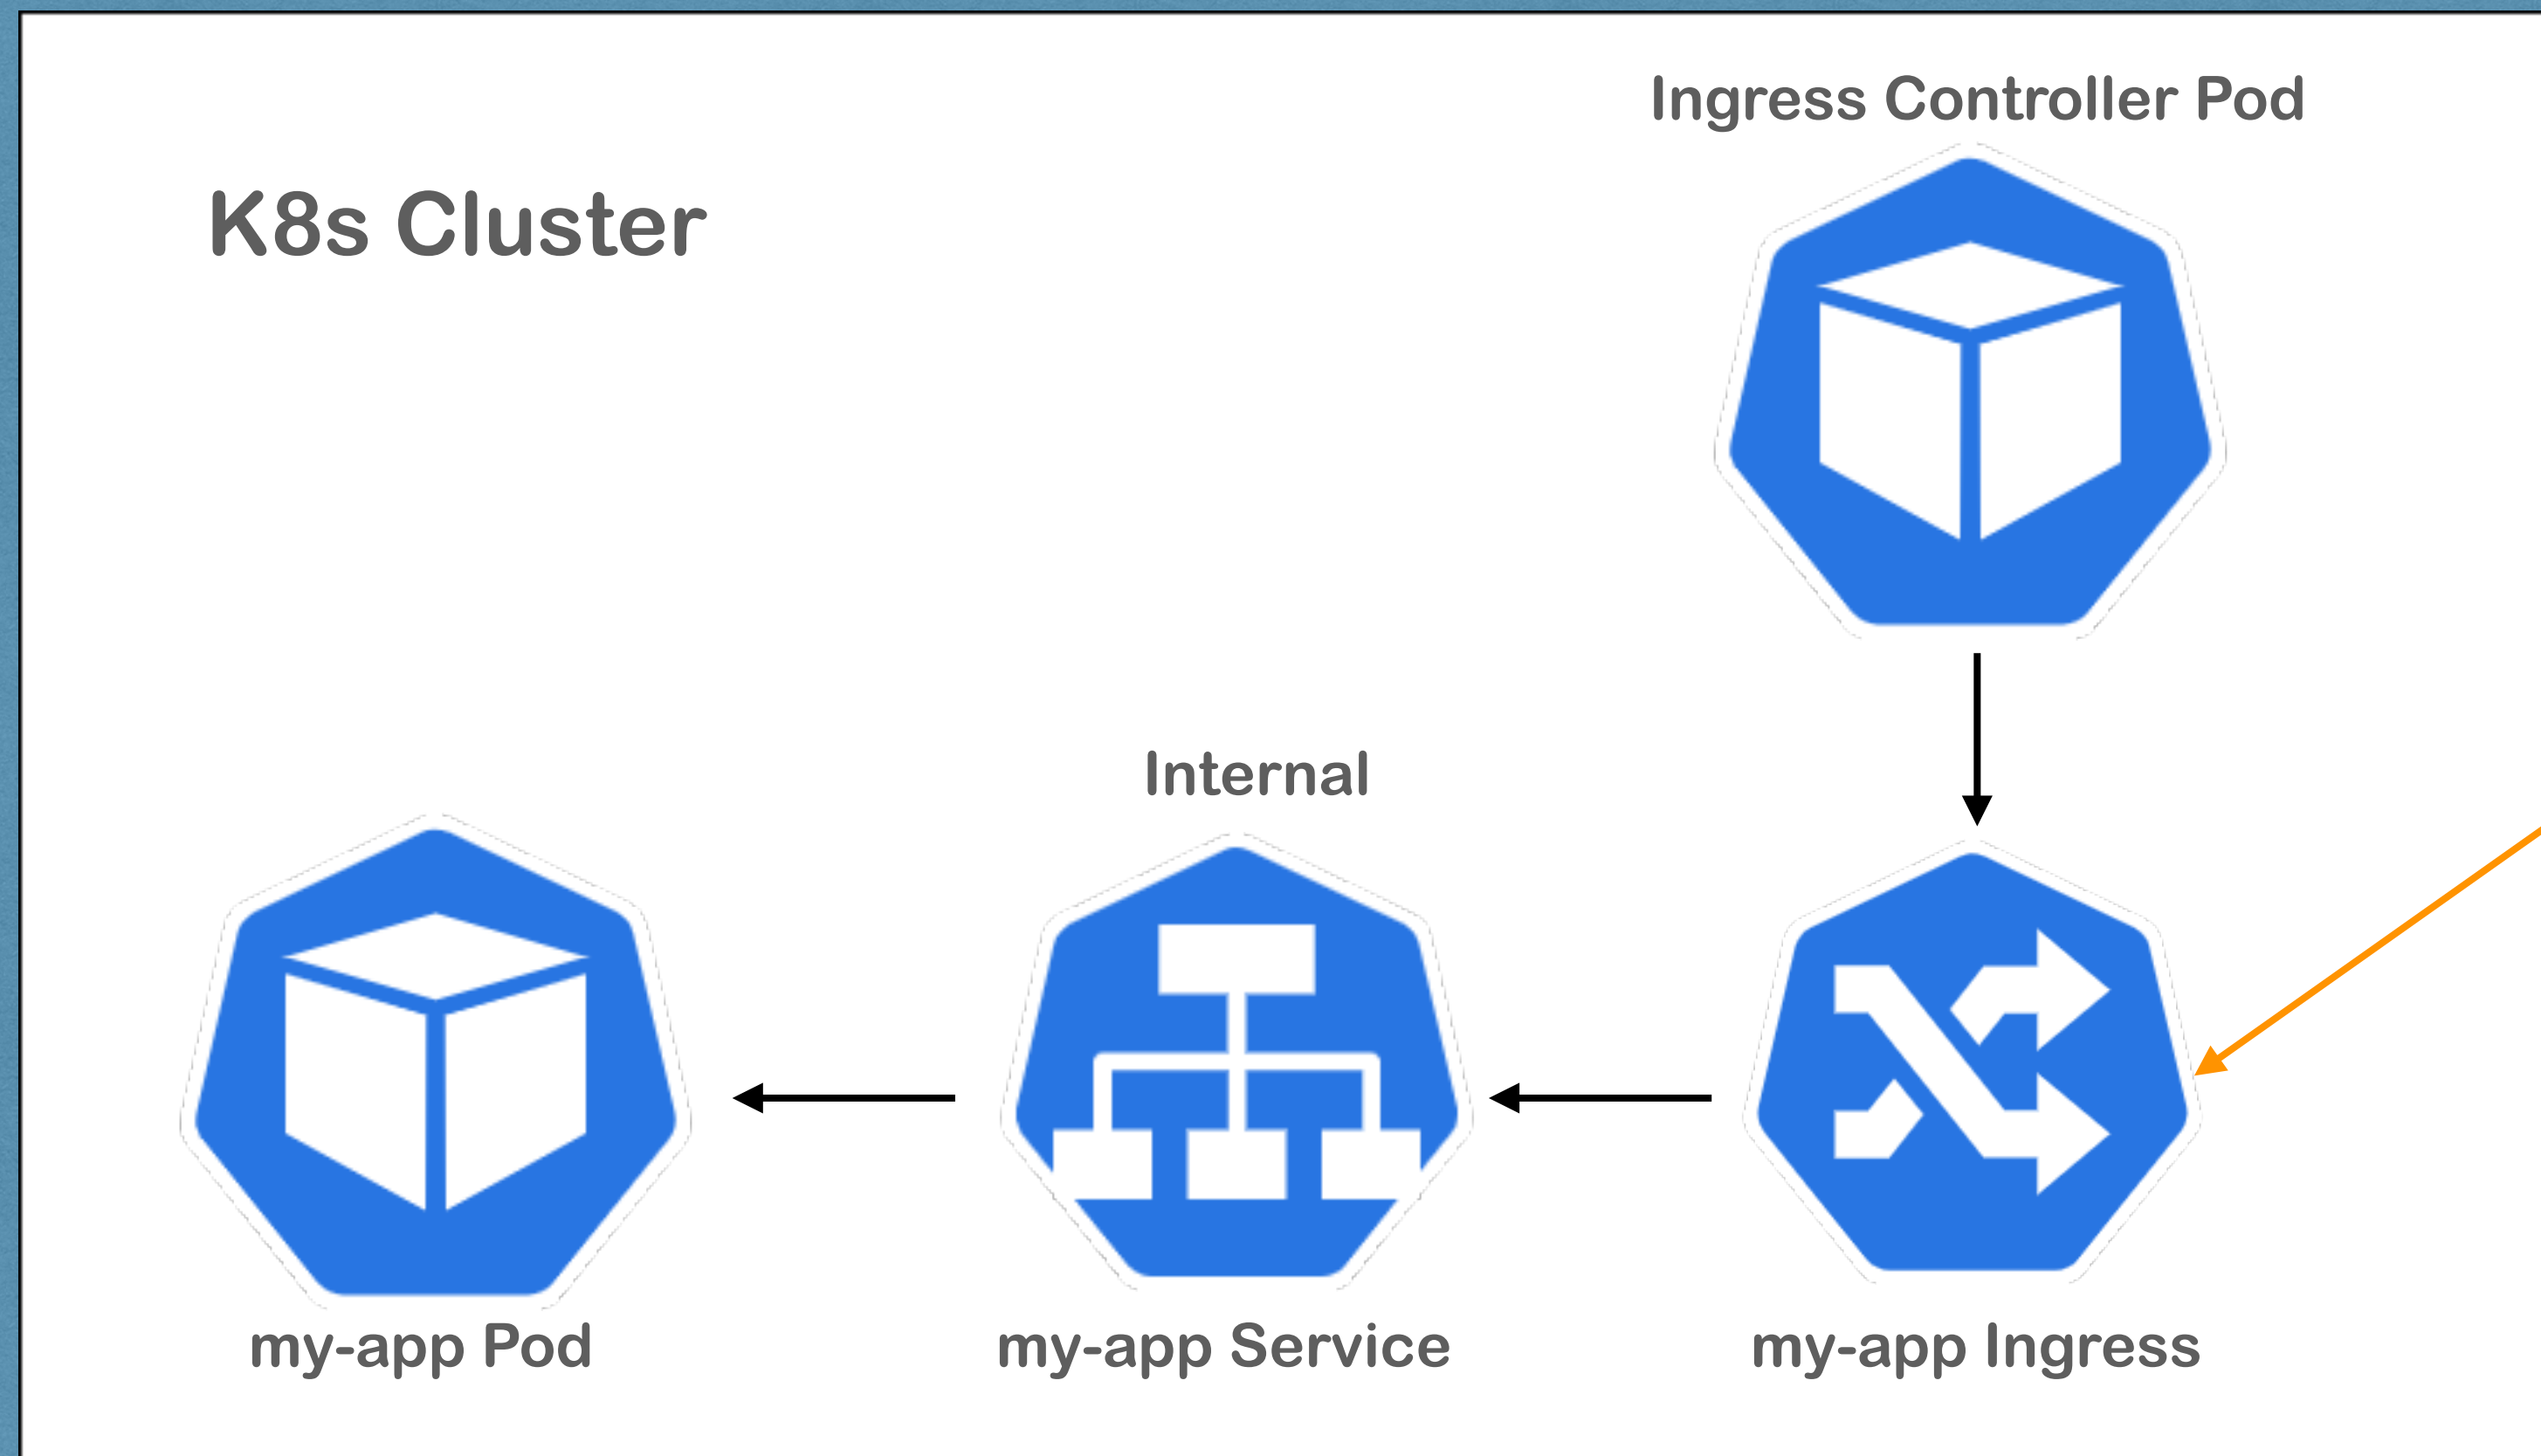 Ingress Controller Pod
K8s Cluster
Internal
my-app Pod
my-app Service
my-app Ingress